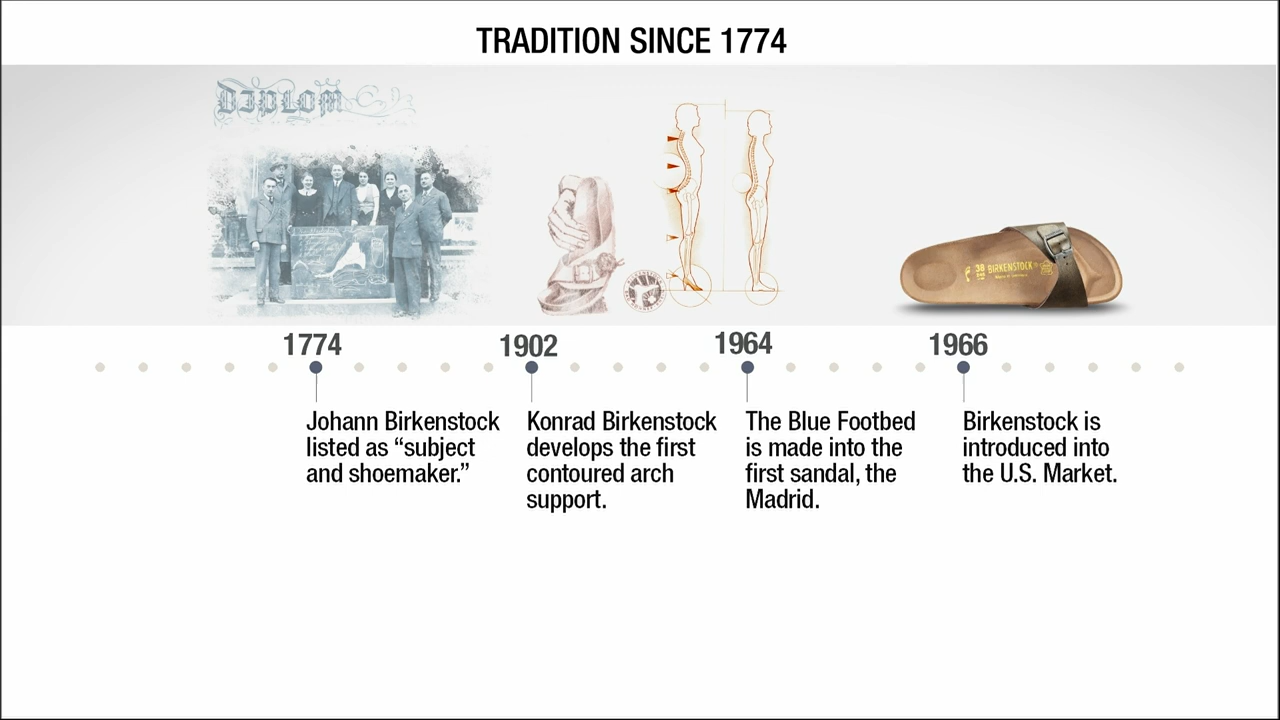 TRADITION SINCE 1774
Diplom
38
BIRKENSTOCK
1774
1902
1964
1966
Johann Birkenstock
listed as “subject
and shoemaker.”
Konrad Birkenstock
develops the first
contoured arch
support.
The Blue Footbed
is made into the
first sandal, the
Madrid.
Birkenstock is
introduced into
the U.S. Market.